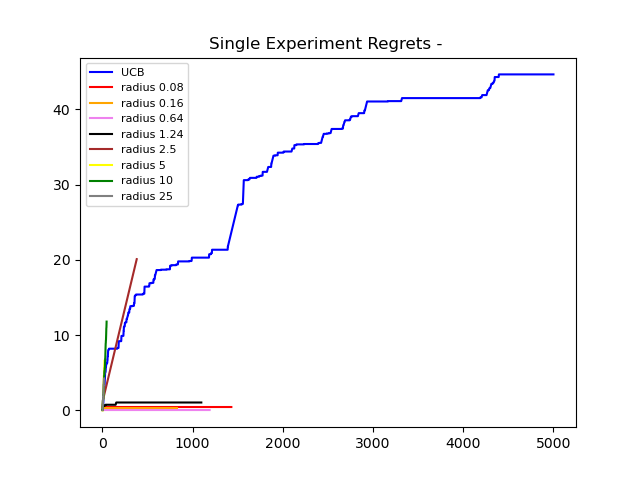 Single Experiment Regrets -
UCB
radius 0.08
radius 0.16
radius 0.64
radius 1.24
radius 2.5
radius 5
radius 10
radius 25
40
30
20
10
0
0 1000 2000 3000 4000 5000